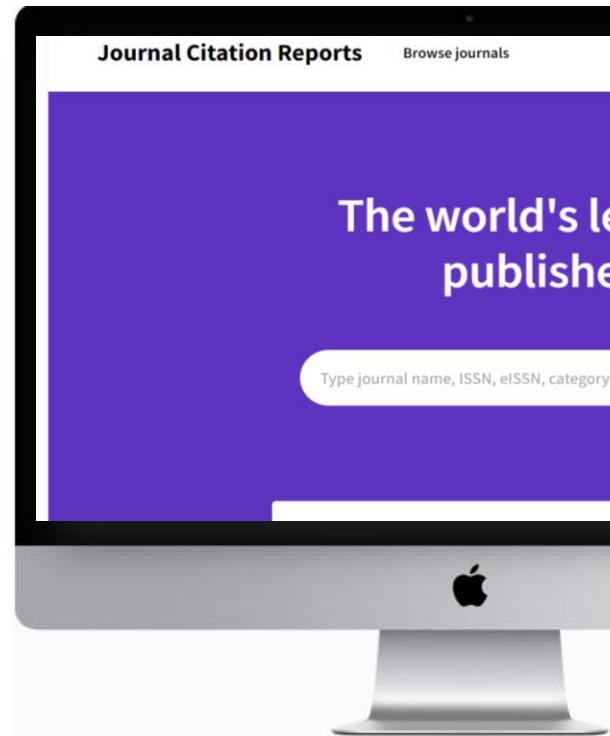 Journal Citation Reports Browse journals
The world's le
publishe
Type journal name, ISSN, eISSN, category